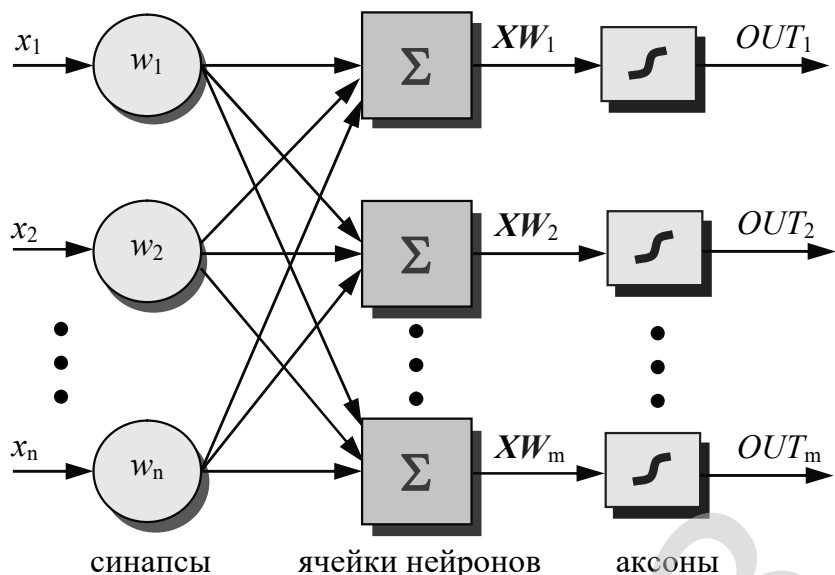 x₁ w₁ Σ XW₁ OUT₁
x₂ w₂ Σ XW₂ OUT₂
xₙ wₙ Σ XWₘ OUTₘ
синапсы ячейки нейронов аксоны